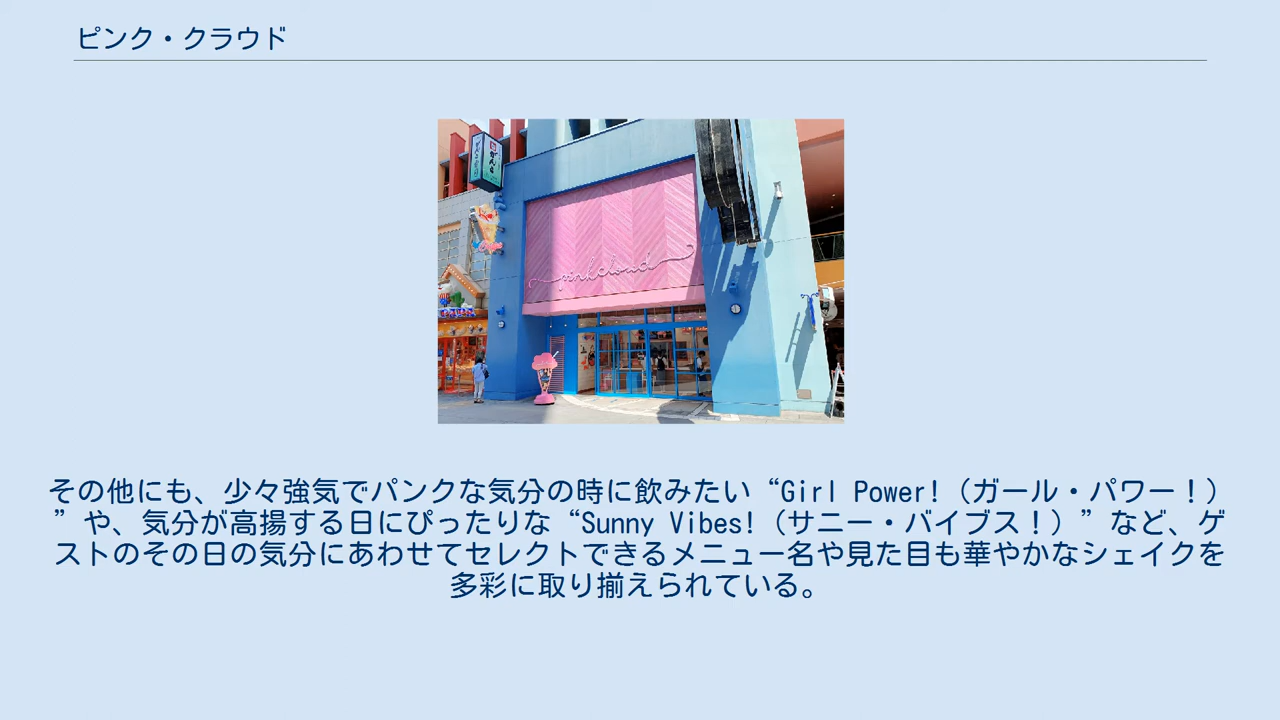 ピンク・クラウド
pinkcloud
その他にも、少々強気でパンクな気分の時に飲みたい“Girl Power!（ガール・パワー！）
”や、気分が高揚する日にぴったりな“Sunny Vibes!（サニー・バイブス！）”など、ゲ
ストのその日の気分にあわせてセレクトできるメニュー名や見た目も華やかなシェイクを
多彩に取り揃えられている。